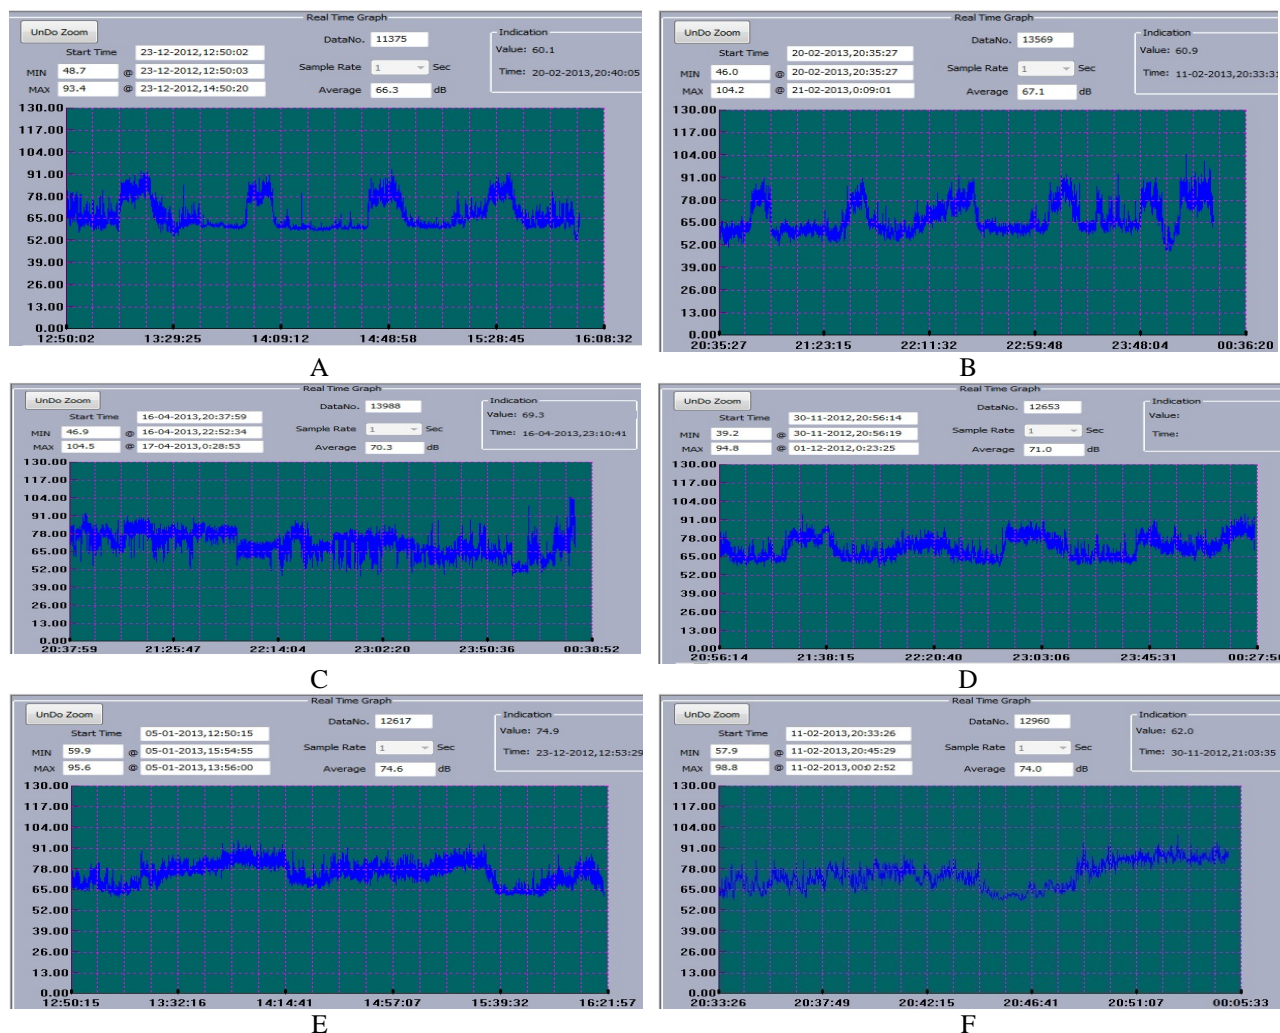 Real Time Graph
UnDo Zoom
DataNo. 11375
Indication
Start Time 23-12-2012,12:50:02
Value: 60.1
MIN 48.7 @ 23-12-2012,12:50:03
Sample Rate 1 Sec
Time: 20-02-2013,20:40:05
MAX 93.4 @ 23-12-2012,14:50:20
Average 66.3 dB
130.00
117.00
104.00
91.00
78.00
65.00
52.00
39.00
26.00
13.00
0.00
12:50:02 13:29:25 14:09:12 14:48:58 15:28:45 16:08:32
A
Real Time Graph
UnDo Zoom
DataNo. 13569
Indication
Start Time 20-02-2013,20:35:27
Value: 60.9
MIN 46.0 @ 20-02-2013,20:35:27
Sample Rate 1 Sec
Time: 11-02-2013,20:33:31
MAX 104.2 @ 21-02-2013,0:09:01
Average 67.1 dB
130.00
117.00
104.00
91.00
78.00
65.00
52.00
39.00
26.00
13.00
0.00
20:35:27 21:23:15 22:11:32 22:59:48 23:48:04 00:36:20
B
Real Time Graph
UnDo Zoom
DataNo. 13988
Indication
Start Time 16-04-2013,20:37:59
Value: 69.3
MIN 46.9 @ 16-04-2013,22:52:34
Sample Rate 1 Sec
Time: 16-04-2013,23:10:41
MAX 104.5 @ 17-04-2013,0:28:53
Average 70.3 dB
130.00
117.00
104.00
91.00
78.00
65.00
52.00
39.00
26.00
13.00
0.00
20:37:59 21:25:47 22:14:04 23:02:20 23:50:36 00:38:52
C
Real Time Graph
UnDo Zoom
DataNo. 12653
Indication
Start Time 30-11-2012,20:56:14
Value:
MIN 39.2 @ 30-11-2012,20:56:19
Sample Rate 1 Sec
Time:
MAX 94.8 @ 01-12-2012,0:23:25
Average 71.0 dB
130.00
117.00
104.00
91.00
78.00
65.00
52.00
39.00
26.00
13.00
0.00
20:56:14 21:38:15 22:20:40 23:03:06 23:45:31 00:27:56
D
Real Time Graph
UnDo Zoom
DataNo. 12617
Indication
Start Time 05-01-2013,12:50:15
Value: 74.9
MIN 59.9 @ 05-01-2013,15:54:55
Sample Rate 1 Sec
Time: 23-12-2012,12:53:29
MAX 95.6 @ 05-01-2013,13:56:00
Average 74.6 dB
130.00
117.00
104.00
91.00
78.00
65.00
52.00
39.00
26.00
13.00
0.00
12:50:15 13:32:16 14:14:41 14:57:07 15:39:32 16:21:57
E
Real Time Graph
UnDo Zoom
DataNo. 12960
Indication
Start Time 11-02-2013,20:33:26
Value: 62.0
MIN 57.9 @ 11-02-2013,20:45:29
Sample Rate 1 Sec
Time: 30-11-2012,21:03:35
MAX 98.8 @ 11-02-2013,00:02:52
Average 74.0 dB
130.00
117.00
104.00
91.00
78.00
65.00
52.00
39.00
26.00
13.00
0.00
20:33:26 20:37:49 20:42:15 20:46:41 20:51:07 00:05:33
F